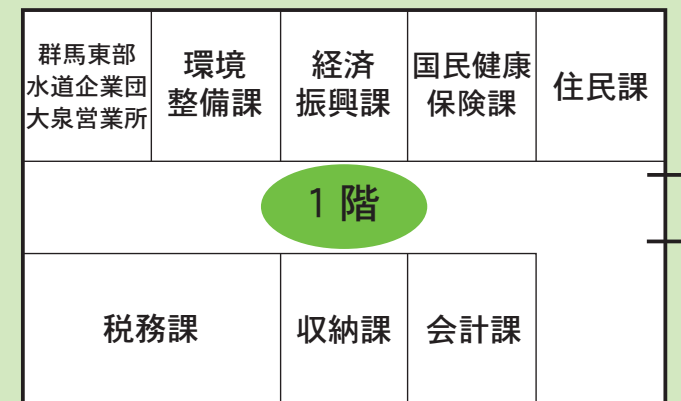 群馬東部
水道企業団
大泉営業所
環境
整備課
経済
振興課
国民健康
保険課
住民課
1階
税務課
収納課
会計課